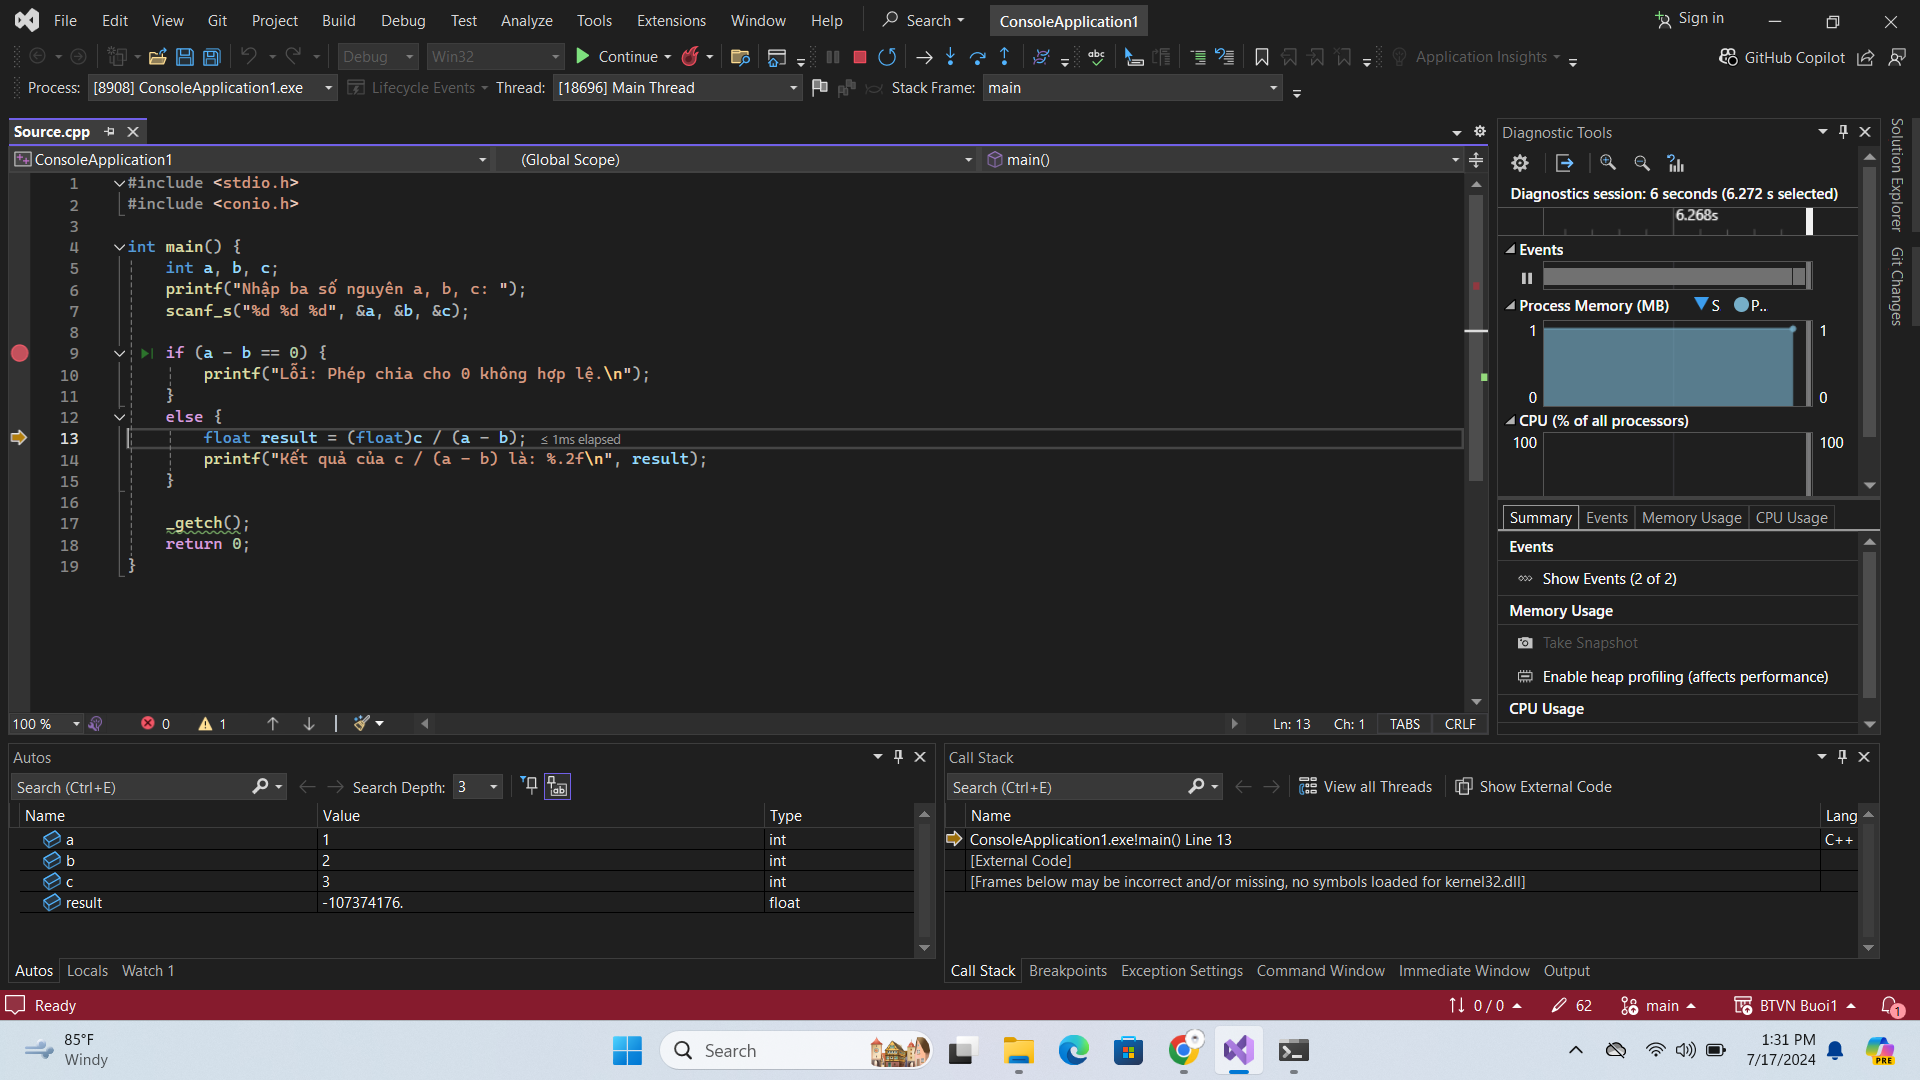 File Edit View Git Project Build Debug Test Analyze Tools Extensions Window Help Search ConsoleApplication1 Sign in
Debug Win32 Continue abc Application Insights GitHub Copilot
Process: [8908] ConsoleApplication1.exe Lifecycle Events Thread: [18696] Main Thread Stack Frame: main
Source.cpp
ConsoleApplication1 (Global Scope) main()
1 #include <stdio.h>
2 #include <conio.h>
3
4 int main() {
5 int a, b, c;
6 printf("Nhập ba số nguyên a, b, c: ");
7 scanf_s("%d %d %d", &a, &b, &c);
8
9 if (a - b == 0) {
10 printf("Lỗi: Phép chia cho 0 không hợp lệ.\n");
11 }
12 else {
13 float result = (float)c / (a - b); ≤ 1ms elapsed
14 printf("Kết quả của c / (a - b) là: %.2f\n", result);
15 }
16
17 _getch();
18 return 0;
19 }
100 % 0 1 Ln: 13 Ch: 1 TABS CRLF
Diagnostic Tools
Diagnostics session: 6 seconds (6.272 s selected)
6.268s
Events
Process Memory (MB) S P..
1 1
0 0
CPU (% of all processors)
100 100
Summary Events Memory Usage CPU Usage
Events
Show Events (2 of 2)
Memory Usage
Take Snapshot
Enable heap profiling (affects performance)
CPU Usage
Solution Explorer
Git Changes
Autos
Search (Ctrl+E) Search Depth: 3
Name Value Type
a 1 int
b 2 int
c 3 int
result -107374176. float
Autos Locals Watch 1
Call Stack
Search (Ctrl+E) View all Threads Show External Code
Name Lang
ConsoleApplication1.exe!main() Line 13 C++
[External Code]
[Frames below may be incorrect and/or missing, no symbols loaded for kernel32.dll]
Call Stack Breakpoints Exception Settings Command Window Immediate Window Output
Ready 0 / 0 62 main BTVN Buoi1 1
85°F
Windy
Search
1:31 PM
7/17/2024
PRE